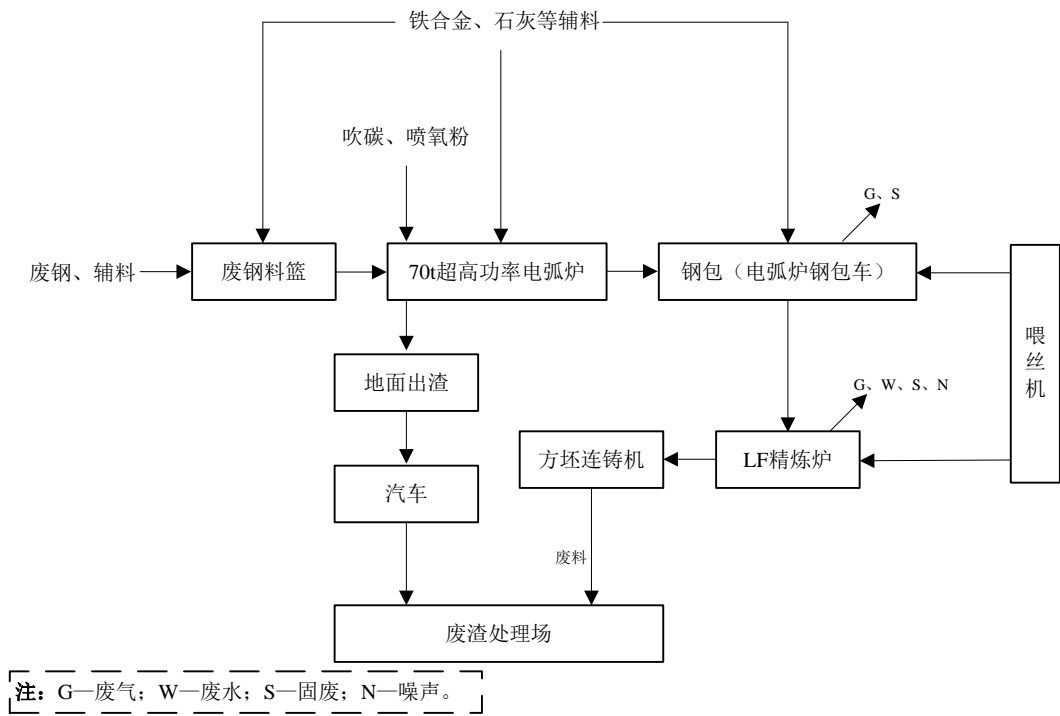 铁合金、石灰等辅料
吹碳、喷氧粉
G、S
废钢、辅料
废钢料篮
70t超高功率电弧炉
钢包（电弧炉钢包车）
喂丝机
地面出渣
G、W、S、N
方坯连铸机
LF精炼炉
汽车
废料
废渣处理场
注：G—废气；W—废水；S—固废；N—噪声。